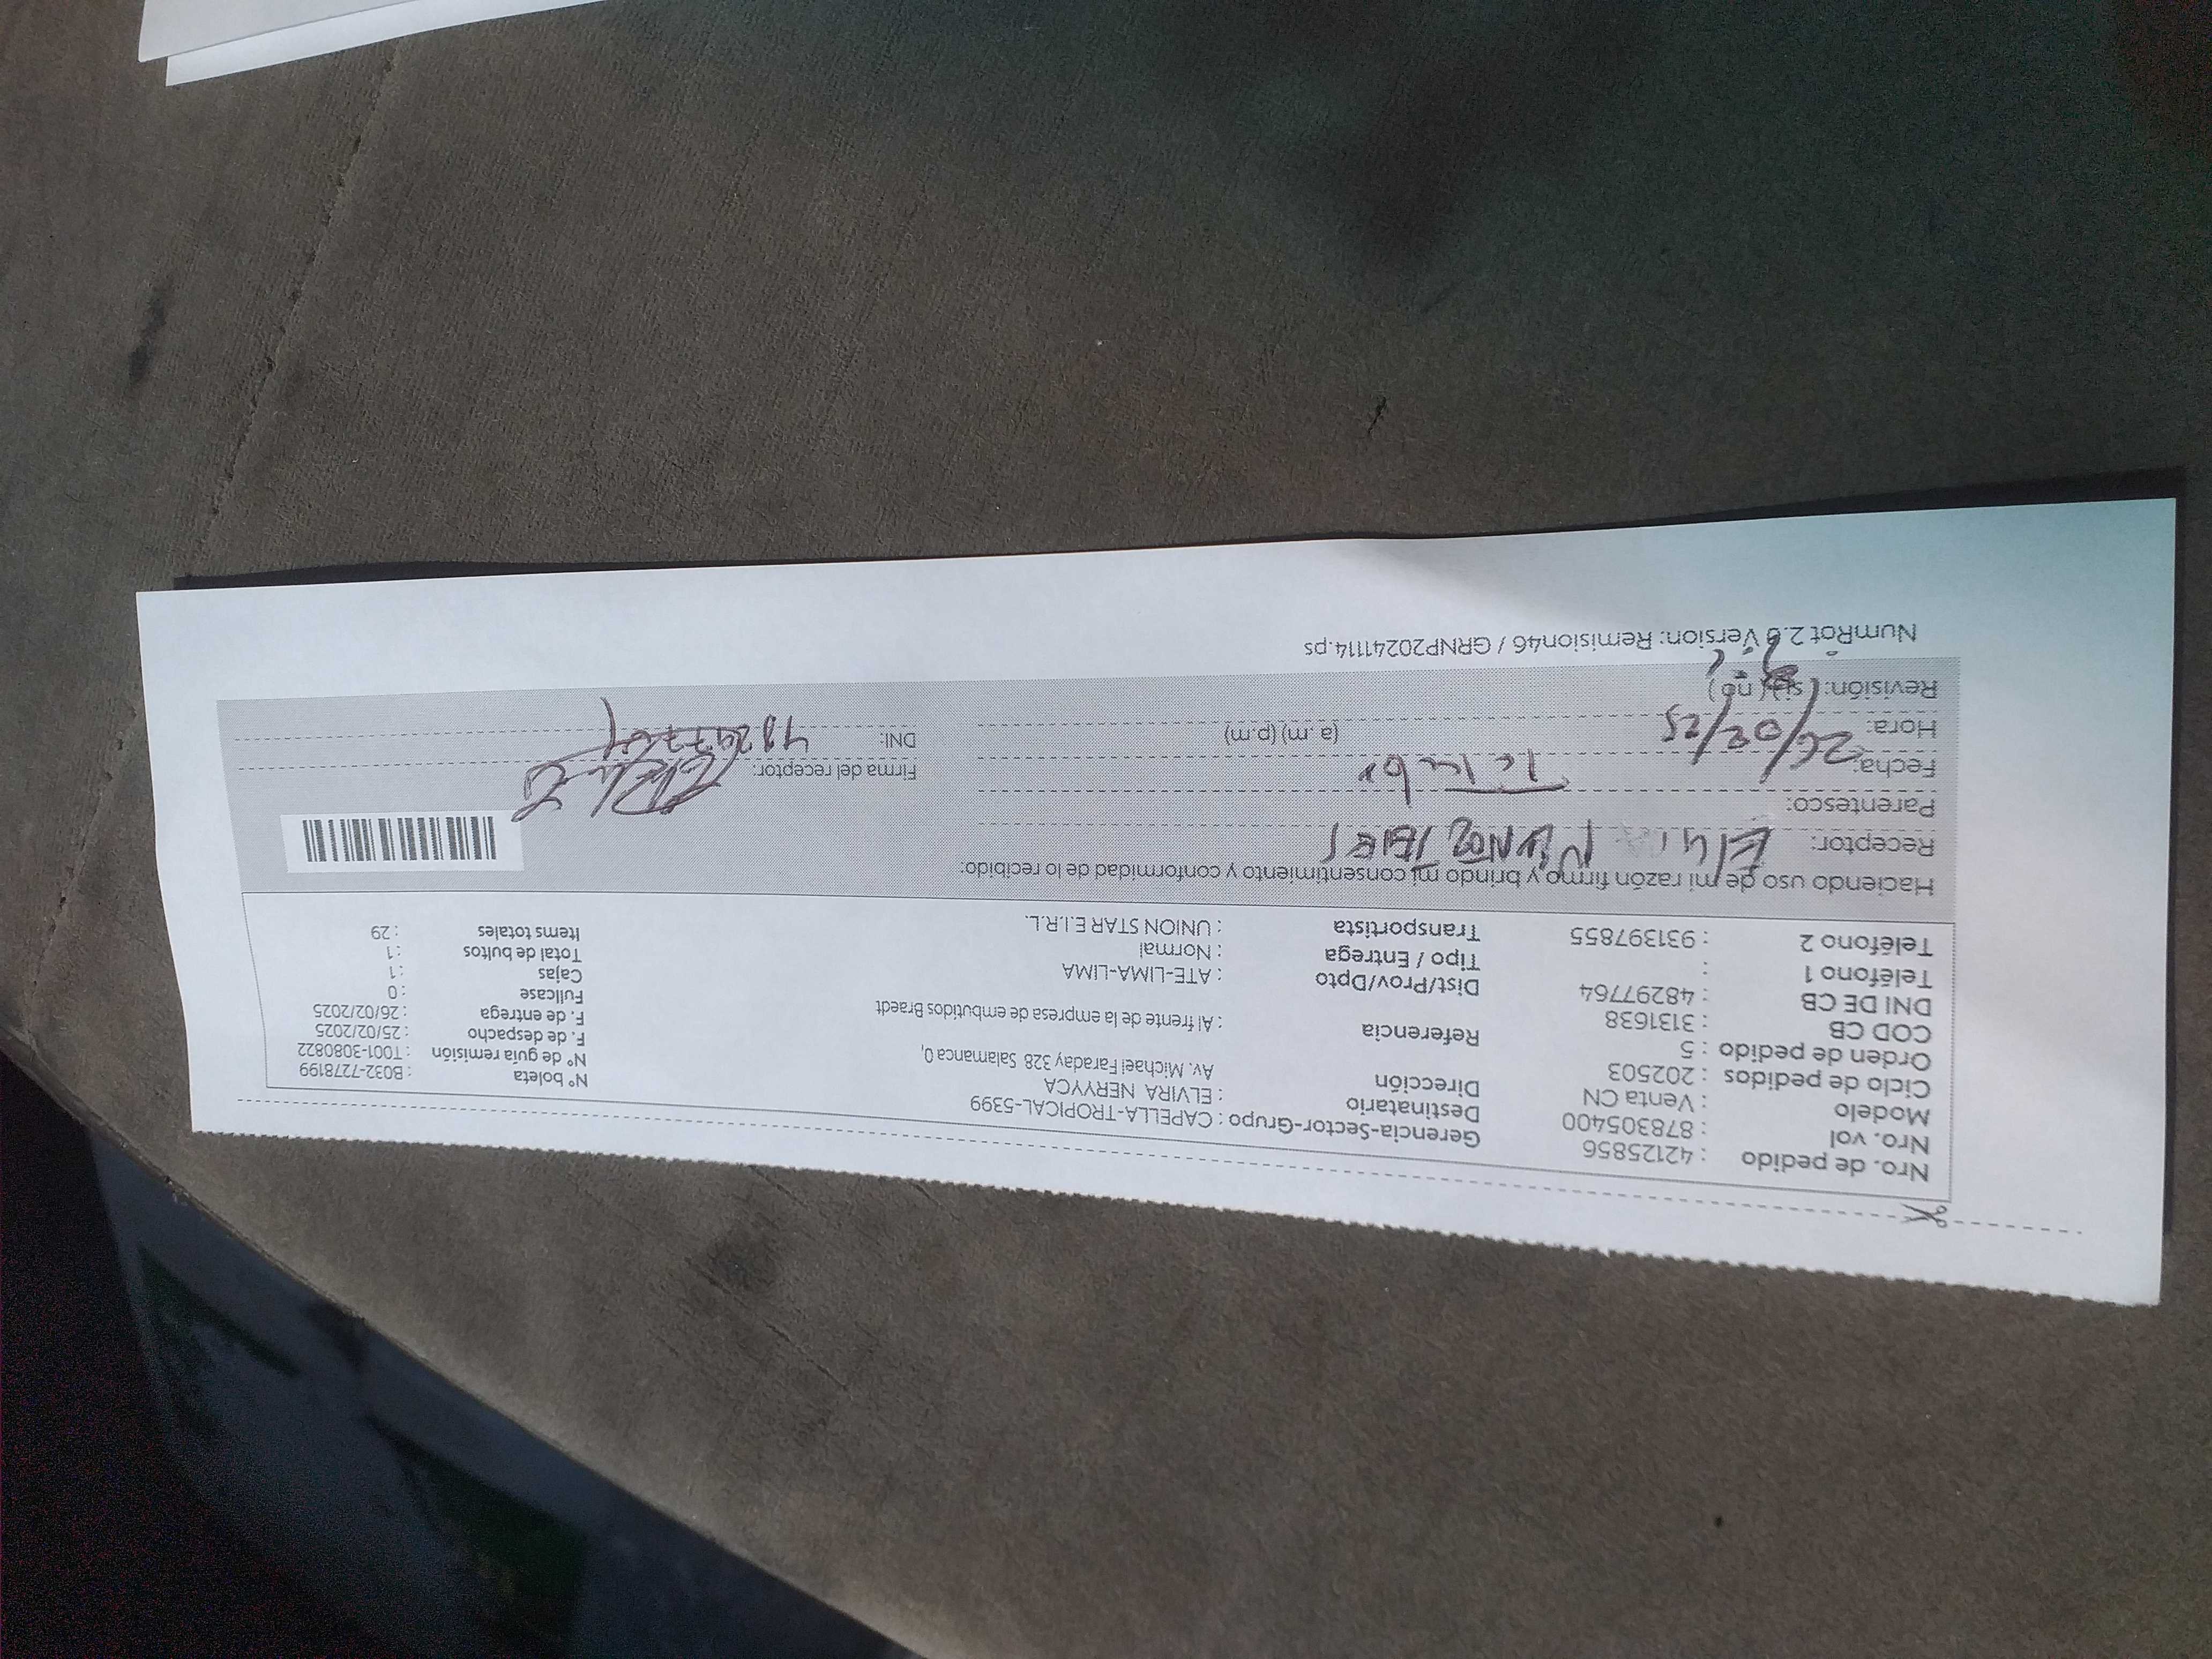 Nro. de pedido : 42125856
Nro. vol : 878305400
Modelo : Venta CN
Ciclo de pedidos : 202503
Orden de pedido : 5
COD CB : 3131638
DNI DE CB : 48297764
Teléfono 1 :
Teléfono 2 : 931397855
Gerencia-Sector-Grupo : CAPELLA-TROPICAL-5399
Destinatario : ELVIRA NERYYCA
Dirección Av. Michael Faraday 328 Salamanca 0,
Referencia : Al frente de la empresa de embutidos Braedt
Dist/Prov/Dpto : ATE-LIMA-LIMA
Tipo / Entrega : Normal
Transportista : UNION STAR E.I.R.L.
N° boleta : B032-7278199
N° de guía remisión : T001-3080822
F. de despacho : 25/02/2025
F. de entrega : 26/02/2025
Fullcase : 0
Cajas : 1
Total de bultos : 1
Items totales : 29
Haciendo uso de mi razón firmo y brindo mi consentimiento y conformidad de lo recibido:
Receptor:
Parentesco:
Fecha: 26/02/25
Hora: (a. m) (p.m)
Revisión: ( si ) ( no )
Firma del receptor:
DNI: 48297764
NumRot 2.0 Version: Remision46 / GRNP20241114.ps